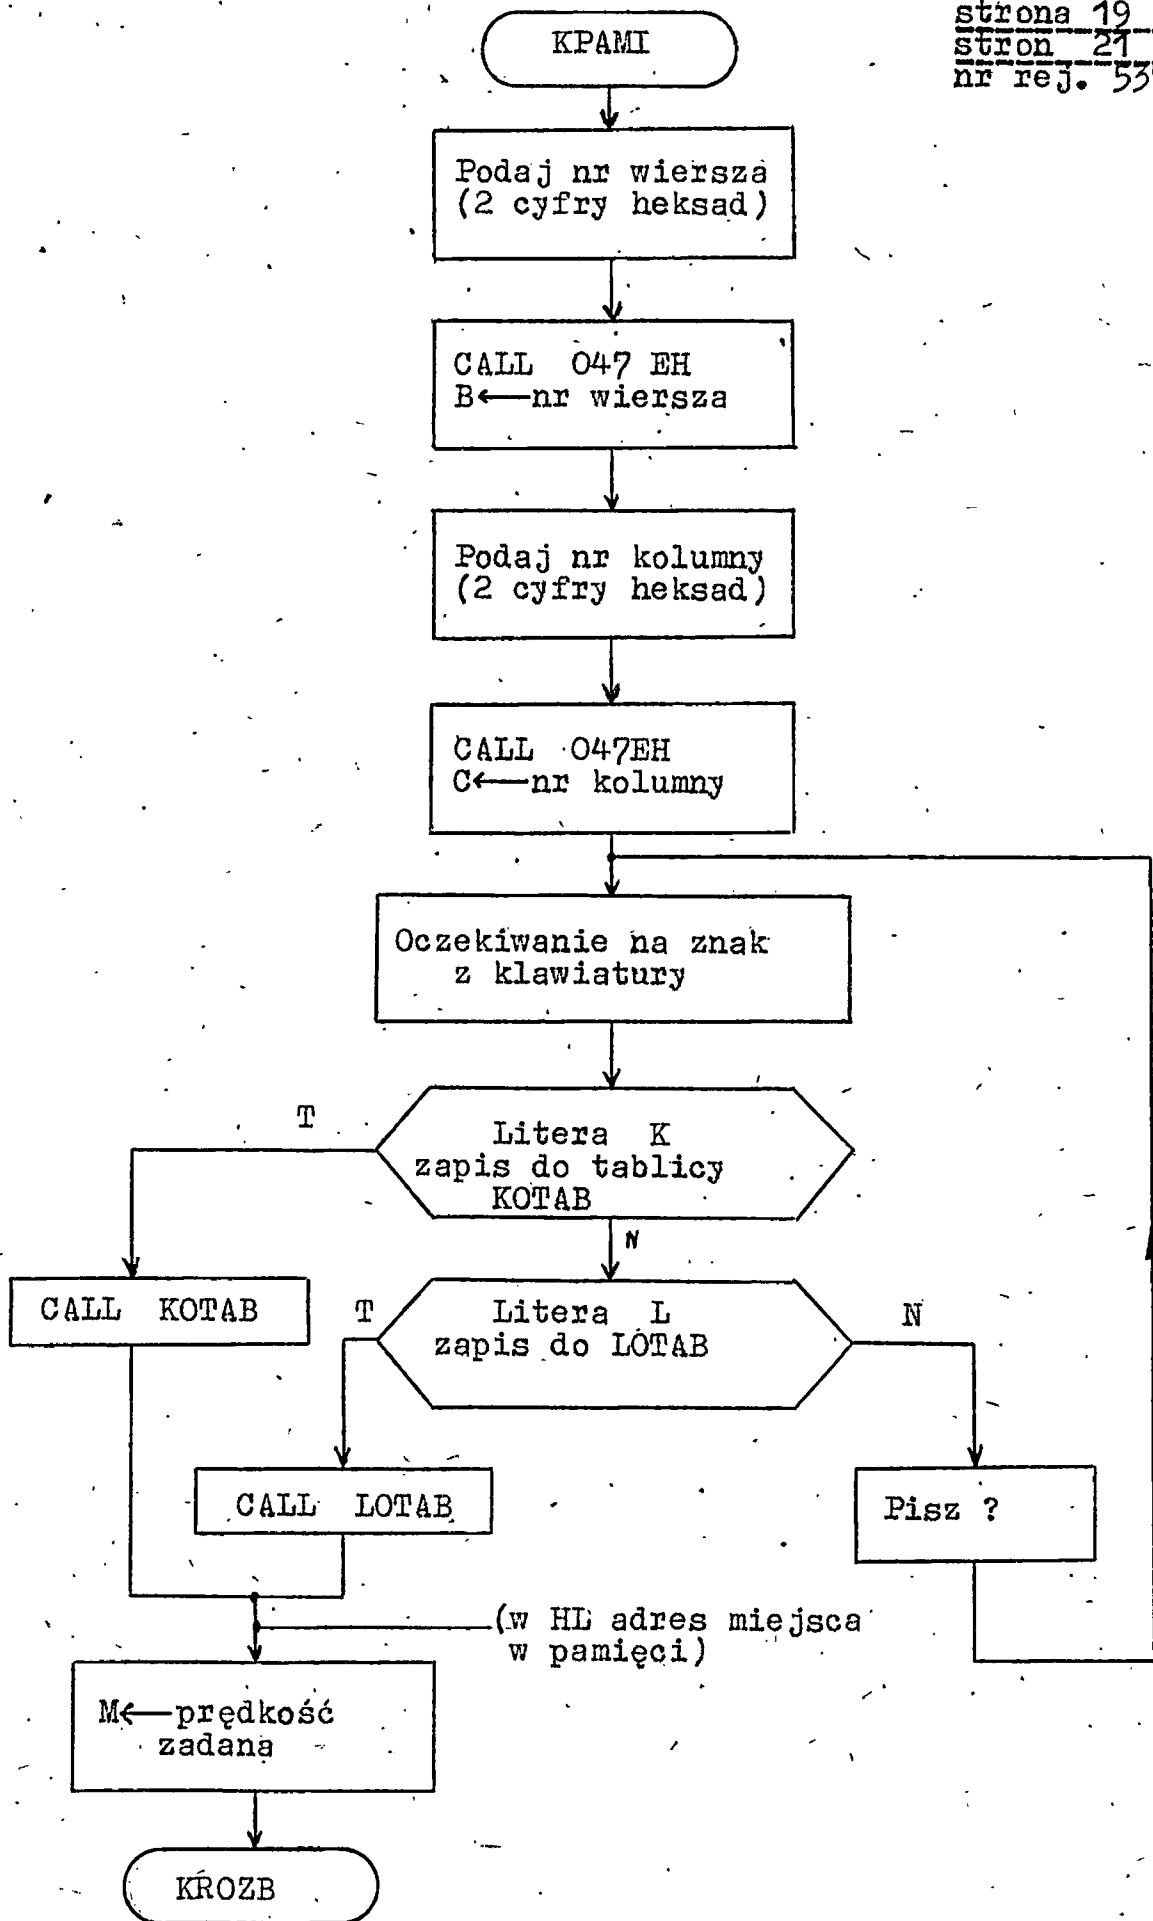 strona 19
stron 21
nr rej.
KPAMI
Podaj nr wiersza
(2 cyfry heksad)
CALL 047 EH
B←nr wiersza
Podaj nr kolumny
(2 cyfry heksad)
CALL 047EH
C←nr kolumny
Oczekiwanie na znak
z klawiatury
T
Litera K
zapis do tablicy
KOTAB
N
CALL KOTAB
T
Litera L
zapis do LOTAB
N
CALL LOTAB
Pisz ?
(w HL adres miejsca
w pamięci)
M←prędkość
zadana
KROZB